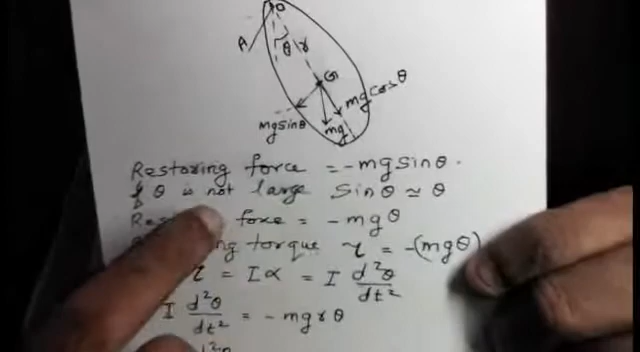 O
A
θ r
G
mg cos θ
mg sin θ
mg
Restoring force = -mg sin θ.
If θ is not large Sin θ ≃ θ
force = -mg θ
torque τ = -(mg θ)
τ = I α = I d²θ/dt²
I d²θ/dt² = -mg r θ